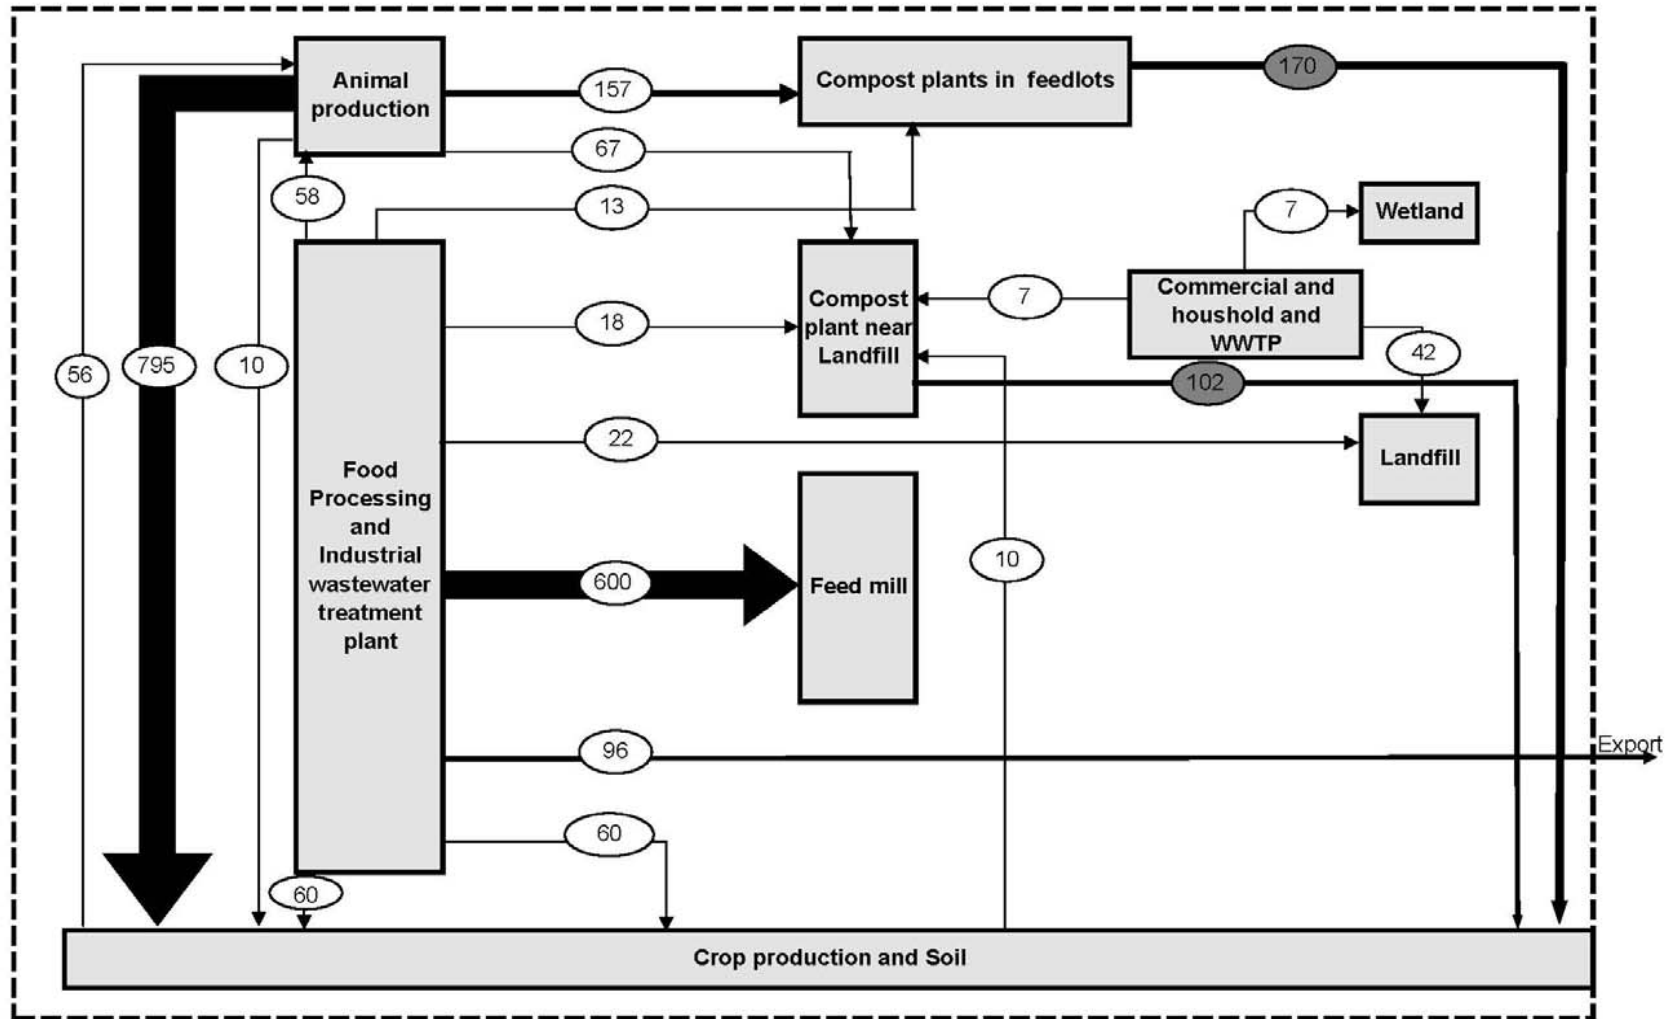 Animal
production
157
Compost plants in feedlots
170
67
58
13
7
Wetland
Compost
plant near
Landfill
18
7
Commercial and
houshold and
WWTP
42
56
795
10
102
22
Landfill
Food
Processing
and
Industrial
wastewater
treatment
plant
600
Feed mill
10
96
Export
60
60
Crop production and Soil